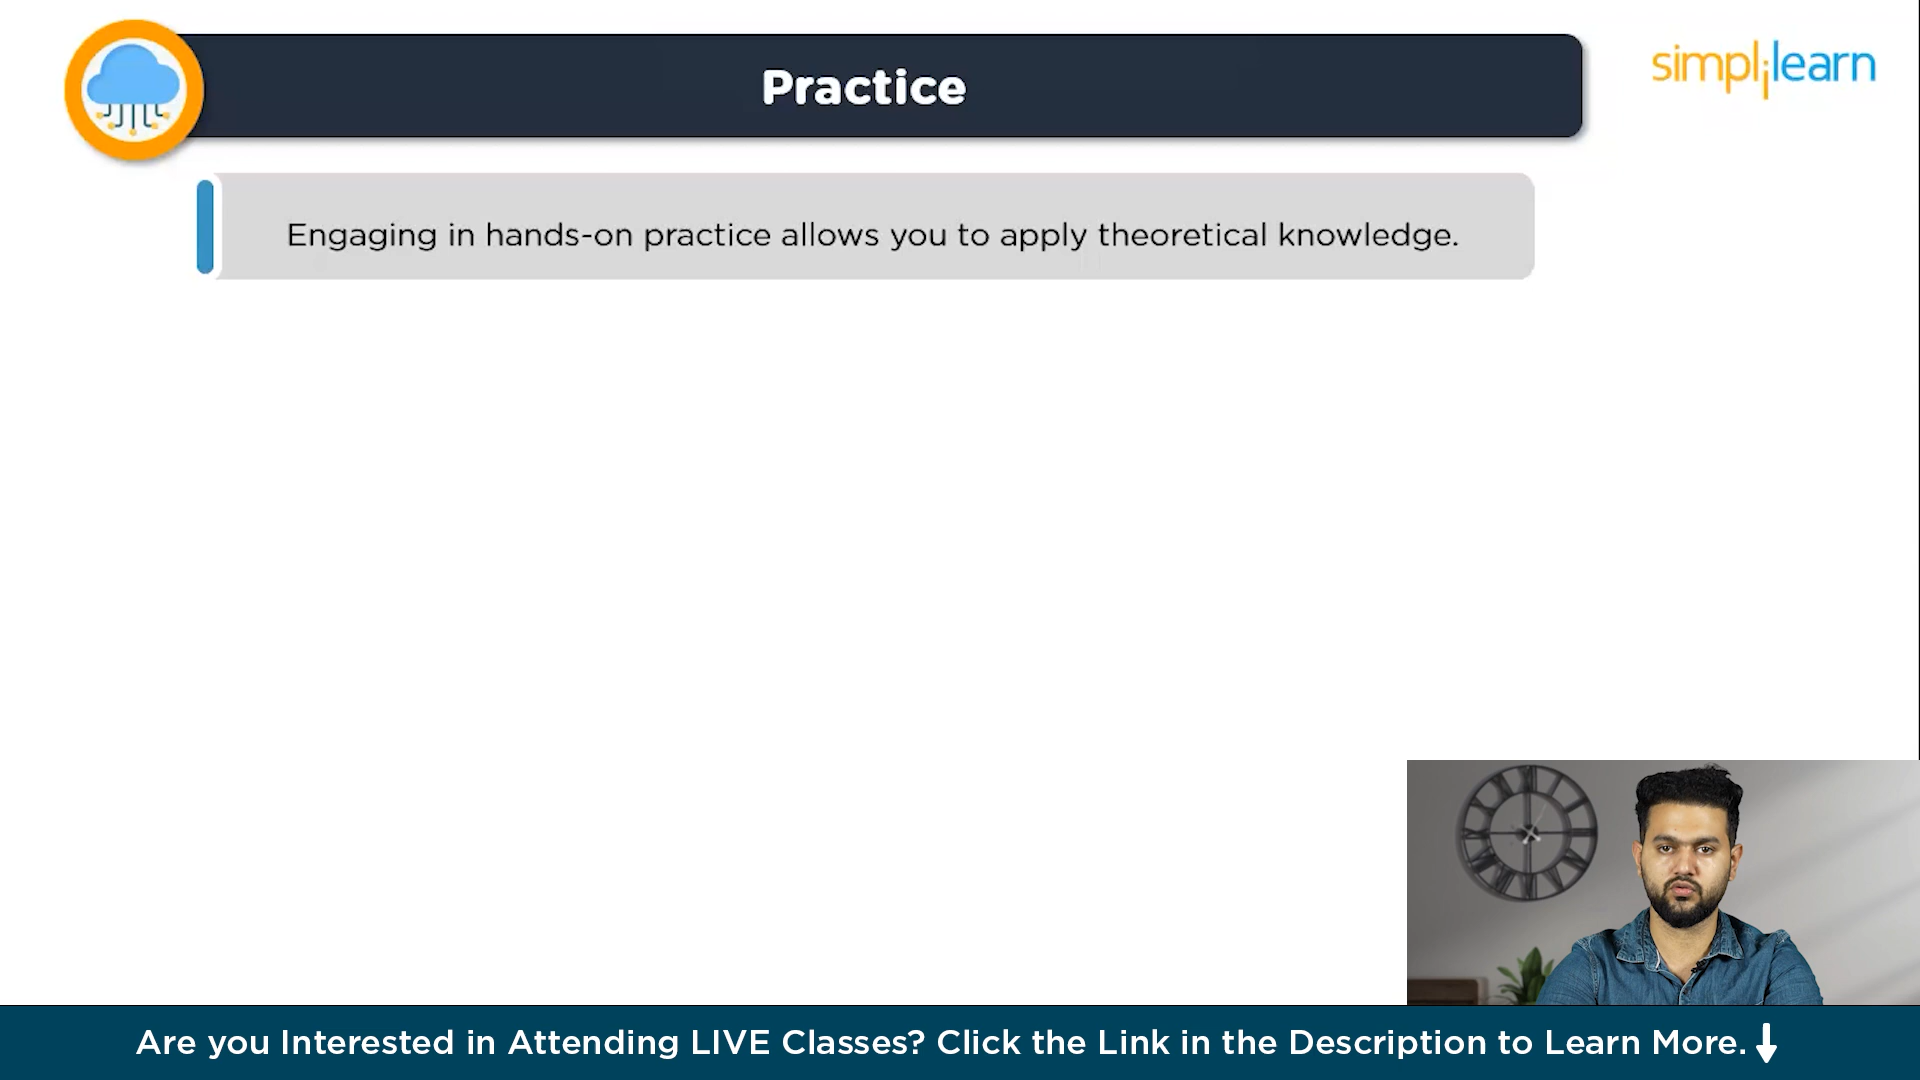 Practice
simplilearn
Engaging in hands-on practice allows you to apply theoretical knowledge.
Are you Interested in Attending LIVE Classes? Click the Link in the Description to Learn More.